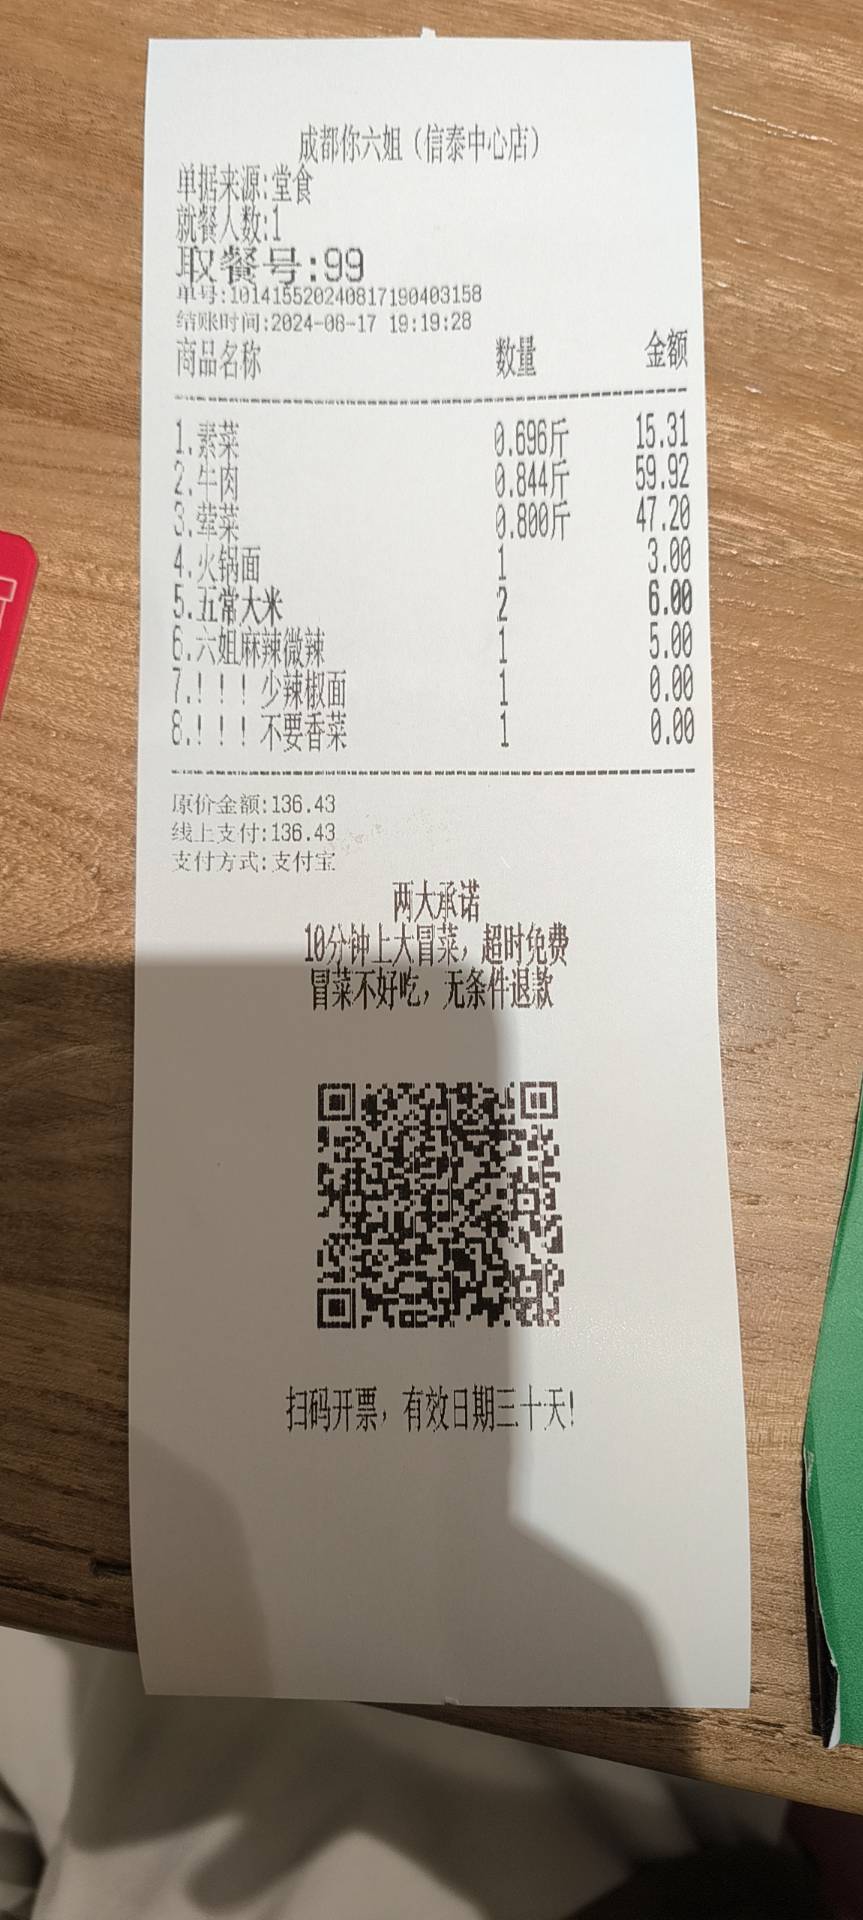 成都你六姐（信泰中心店）
单据来源:堂食
就餐人数:1
取餐号:99
单号:101415520240817190403158
结账时间:2024-08-17 19:19:28
商品名称 数量 金额
1.素菜 0.696斤 15.31
2.牛肉 0.844斤 59.92
3.荤菜 0.800斤 47.20
4.火锅面 1 3.00
5.五常大米 2 6.00
6.六姐麻辣微辣 1 5.00
7.！！！少辣椒面 1 0.00
8.！！！不要香菜 1 0.00
原价金额:136.43
线上支付:136.43
支付方式:支付宝
两大承诺
10分钟上大冒菜，超时免费
冒菜不好吃，无条件退款
扫码开票，有效日期三十天!